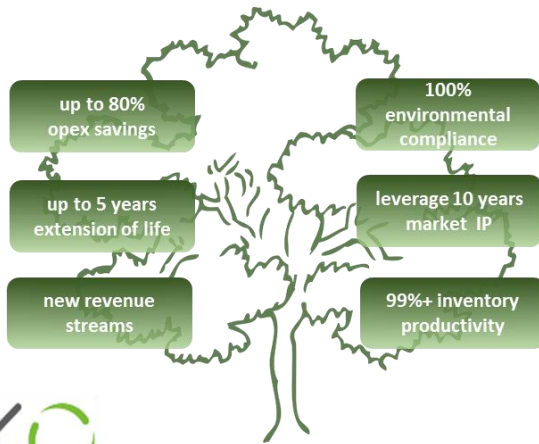 up to 80%
opex savings
100%
environmental
compliance
up to 5 years
extension of life
leverage 10 years
market IP
new revenue
streams
99%+ inventory
productivity